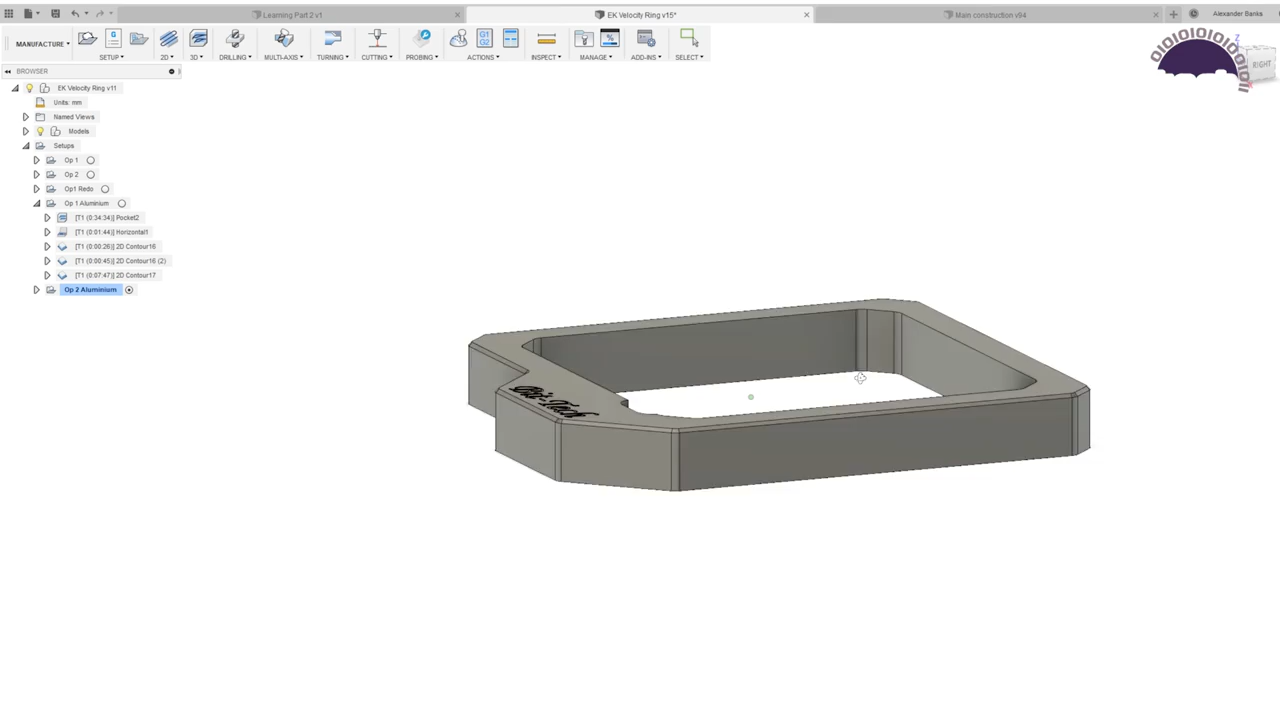 Learning Part 2 v1
EK Velocity Ring v15*
Main construction v94
Alexander Banks
MANUFACTURE
SETUP
2D
3D
DRILLING
MULTI-AXIS
TURNING
CUTTING
PROBING
G1
G2
ACTIONS
INSPECT
MANAGE
ADD-INS
SELECT
BROWSER
EK Velocity Ring v11
Units: mm
Named Views
Models
Setups
Op 1
Op 2
Op1 Redo
Op 1 Aluminium
[T1 (0:34:34)] Pocket2
[T1 (0:01:44)] Horizontal1
[T1 (0:00:26)] 2D Contour16
[T1 (0:00:45)] 2D Contour16 (2)
[T1 (0:07:47)] 2D Contour17
Op 2 Aluminium
RIGHT
Z
X